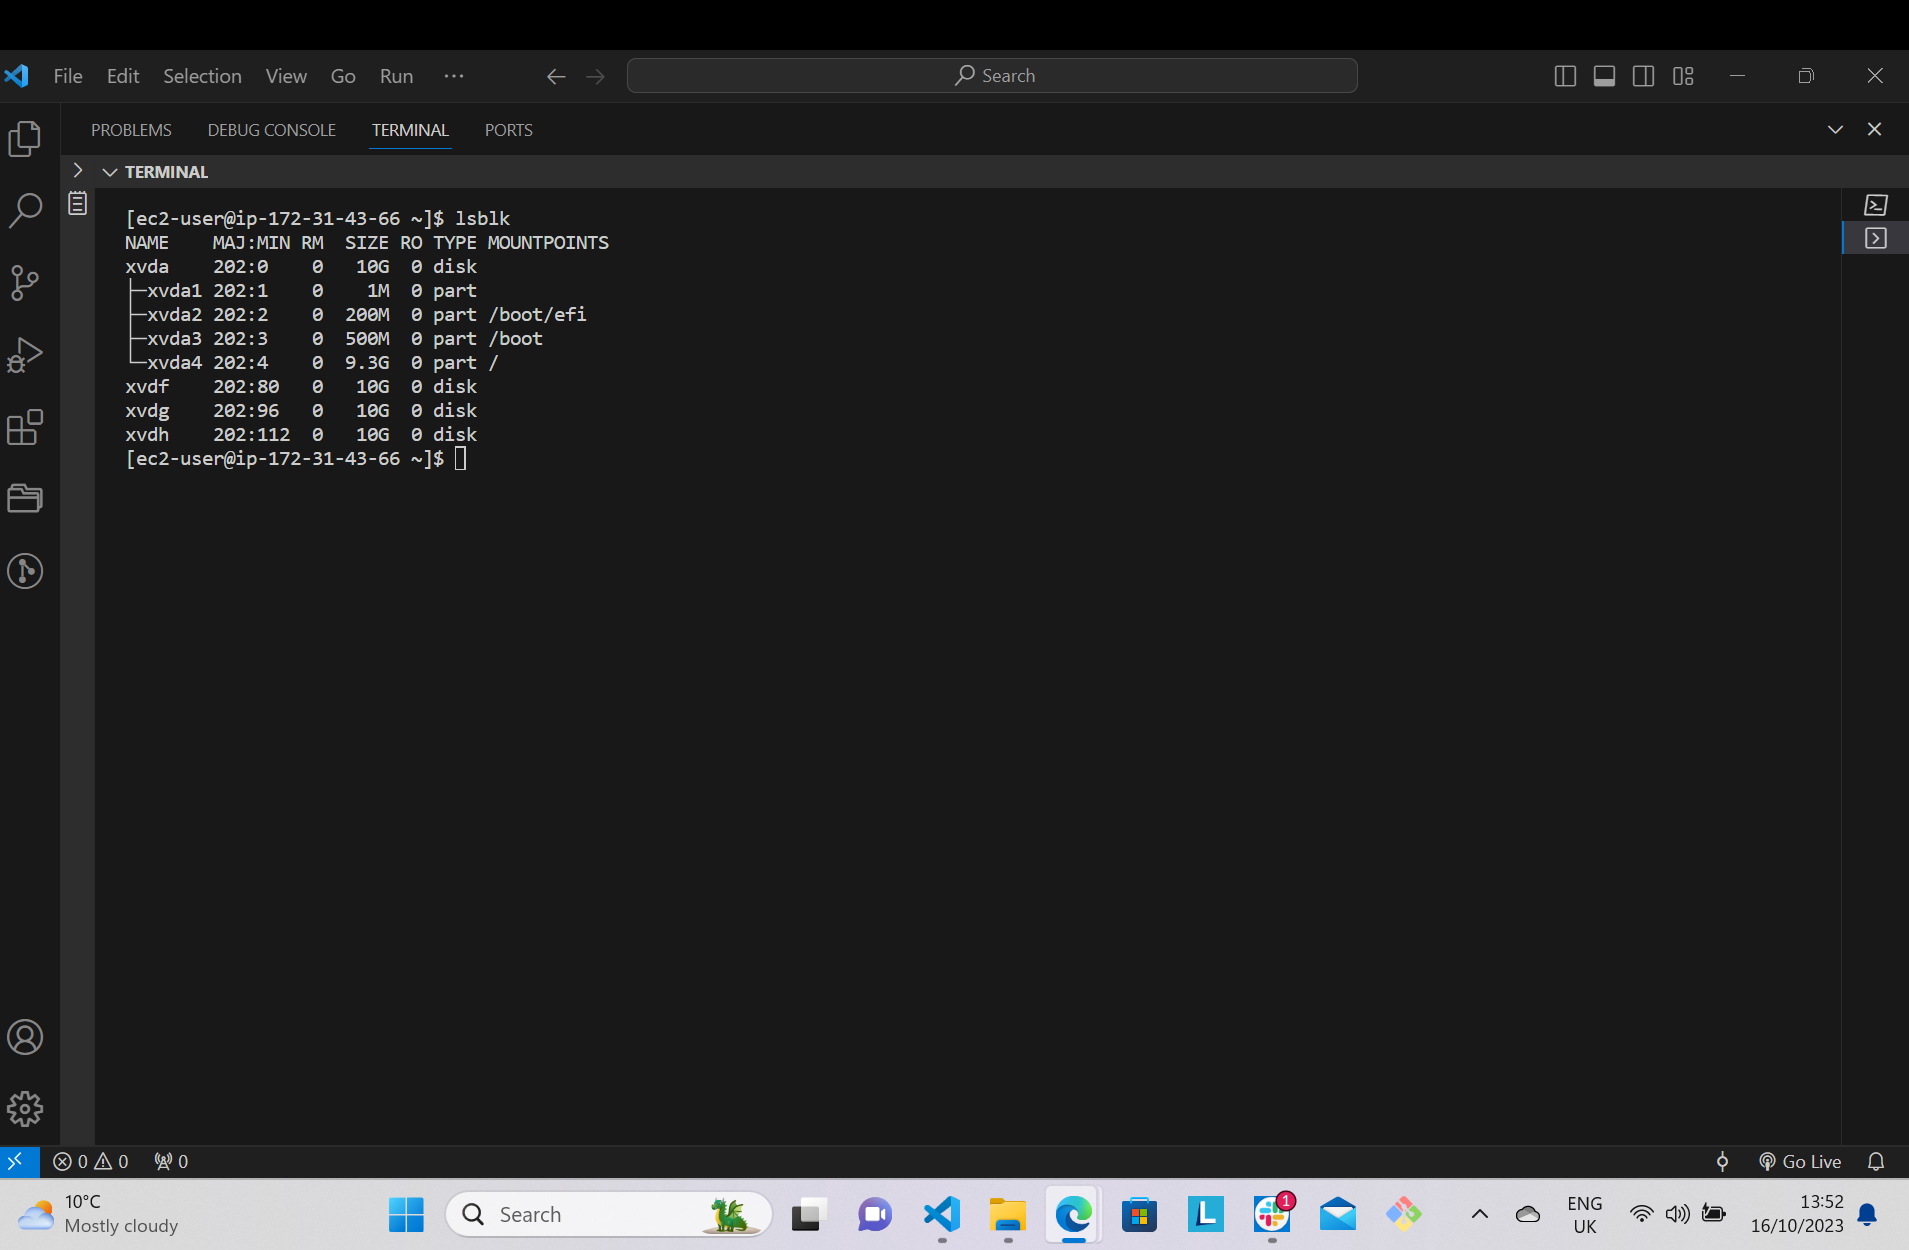 File Edit Selection View Go Run ···
Search
PROBLEMS DEBUG CONSOLE TERMINAL PORTS
TERMINAL
[ec2-user@ip-172-31-43-66 ~]$ lsblk
NAME    MAJ:MIN RM  SIZE RO TYPE MOUNTPOINTS
xvda    202:0    0   10G  0 disk
├─xvda1 202:1    0    1M  0 part
├─xvda2 202:2    0  200M  0 part /boot/efi
├─xvda3 202:3    0  500M  0 part /boot
└─xvda4 202:4    0  9.3G  0 part /
xvdf    202:80   0   10G  0 disk
xvdg    202:96   0   10G  0 disk
xvdh    202:112  0   10G  0 disk
[ec2-user@ip-172-31-43-66 ~]$
0 0 0 Go Live
10°C
Mostly cloudy
Search
L
1
ENG
UK
13:52
16/10/2023